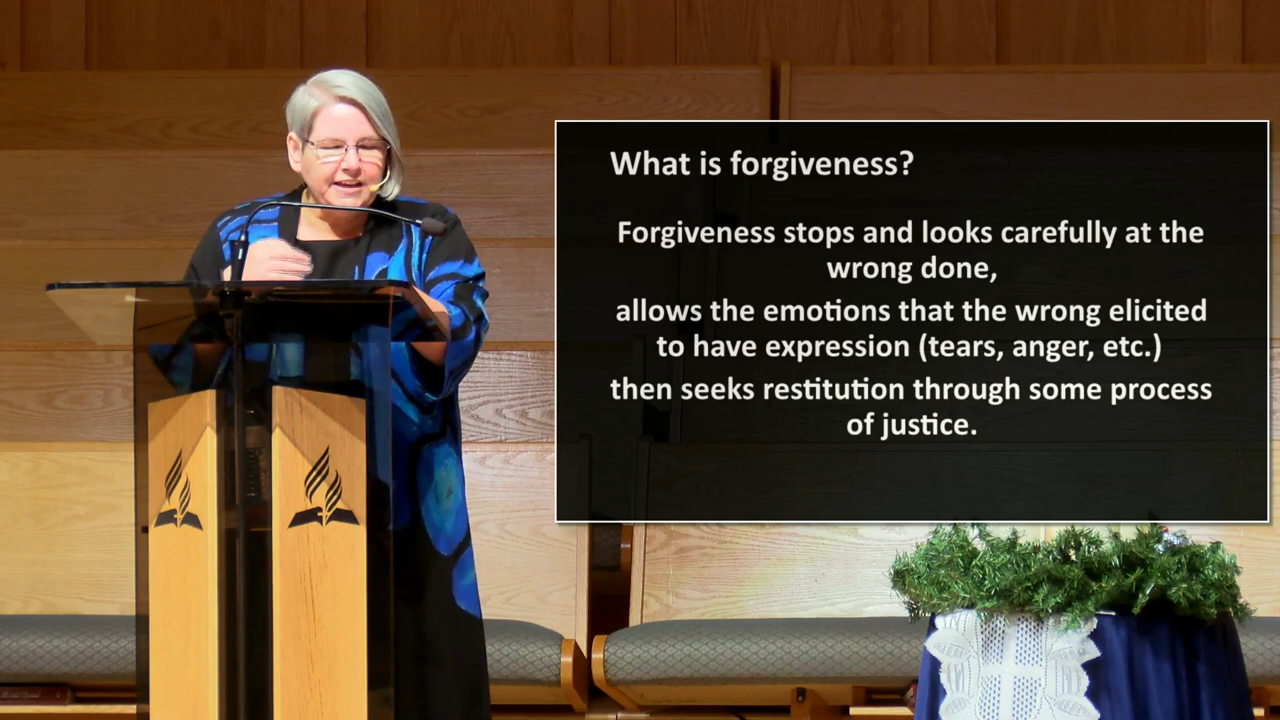 What is forgiveness?
Forgiveness stops and looks carefully at the
wrong done,
allows the emotions that the wrong elicited
to have expression (tears, anger, etc.)
then seeks restitution through some process
of justice.